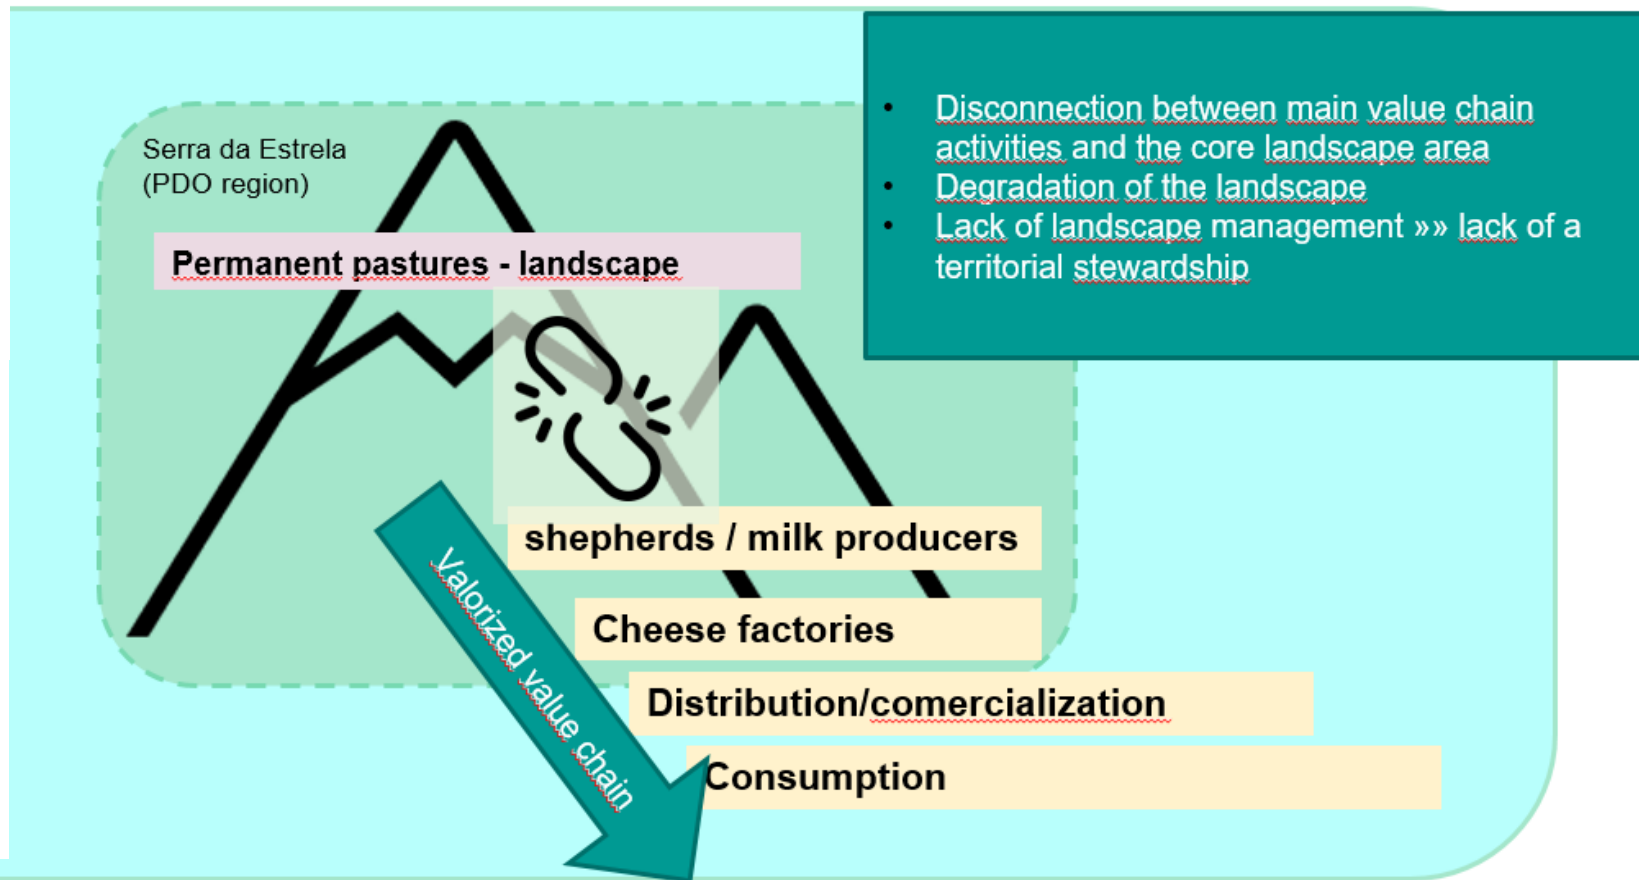 Serra da Estrela
(PDO region)
Permanent pastures - landscape
• Disconnection between main value chain
activities and the core landscape area
• Degradation of the landscape
• Lack of landscape management »» lack of a
territorial stewardship
shepherds / milk producers
Cheese factories
Distribution/comercialization
Consumption
Valorized value chain